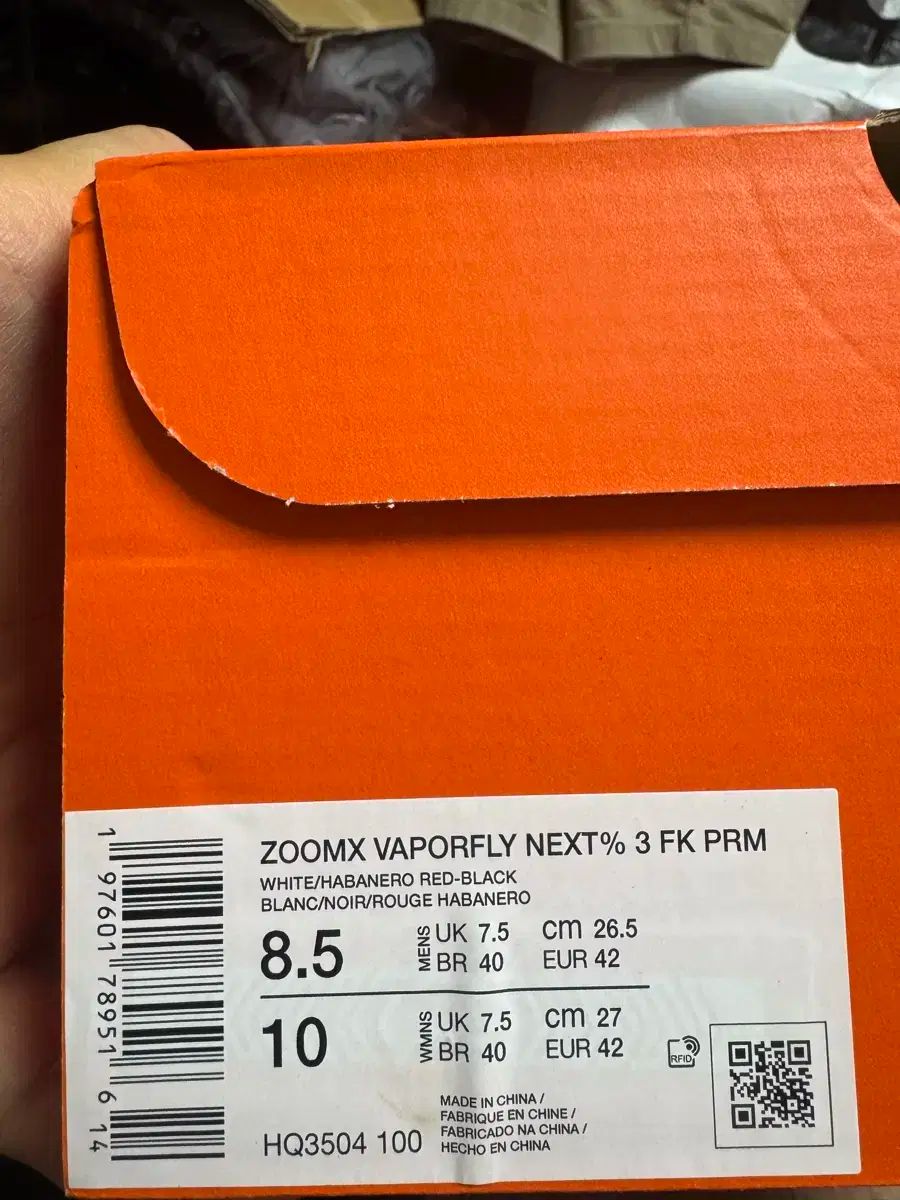 ZOOMX VAPORFLY NEXT% 3 FK PRM
WHITE/HABANERO RED-BLACK
BLANC/NOIR/ROUGE HABANERO
8.5 MENS UK 7.5 cm 26.5
BR 40 EUR 42
10 WMNS UK 7.5 cm 27
BR 40 EUR 42
RFID
MADE IN CHINA /
FABRIQUE EN CHINE /
FABRICADO NA CHINA /
HECHO EN CHINA
HQ3504 100
1 97601 78951 6 14